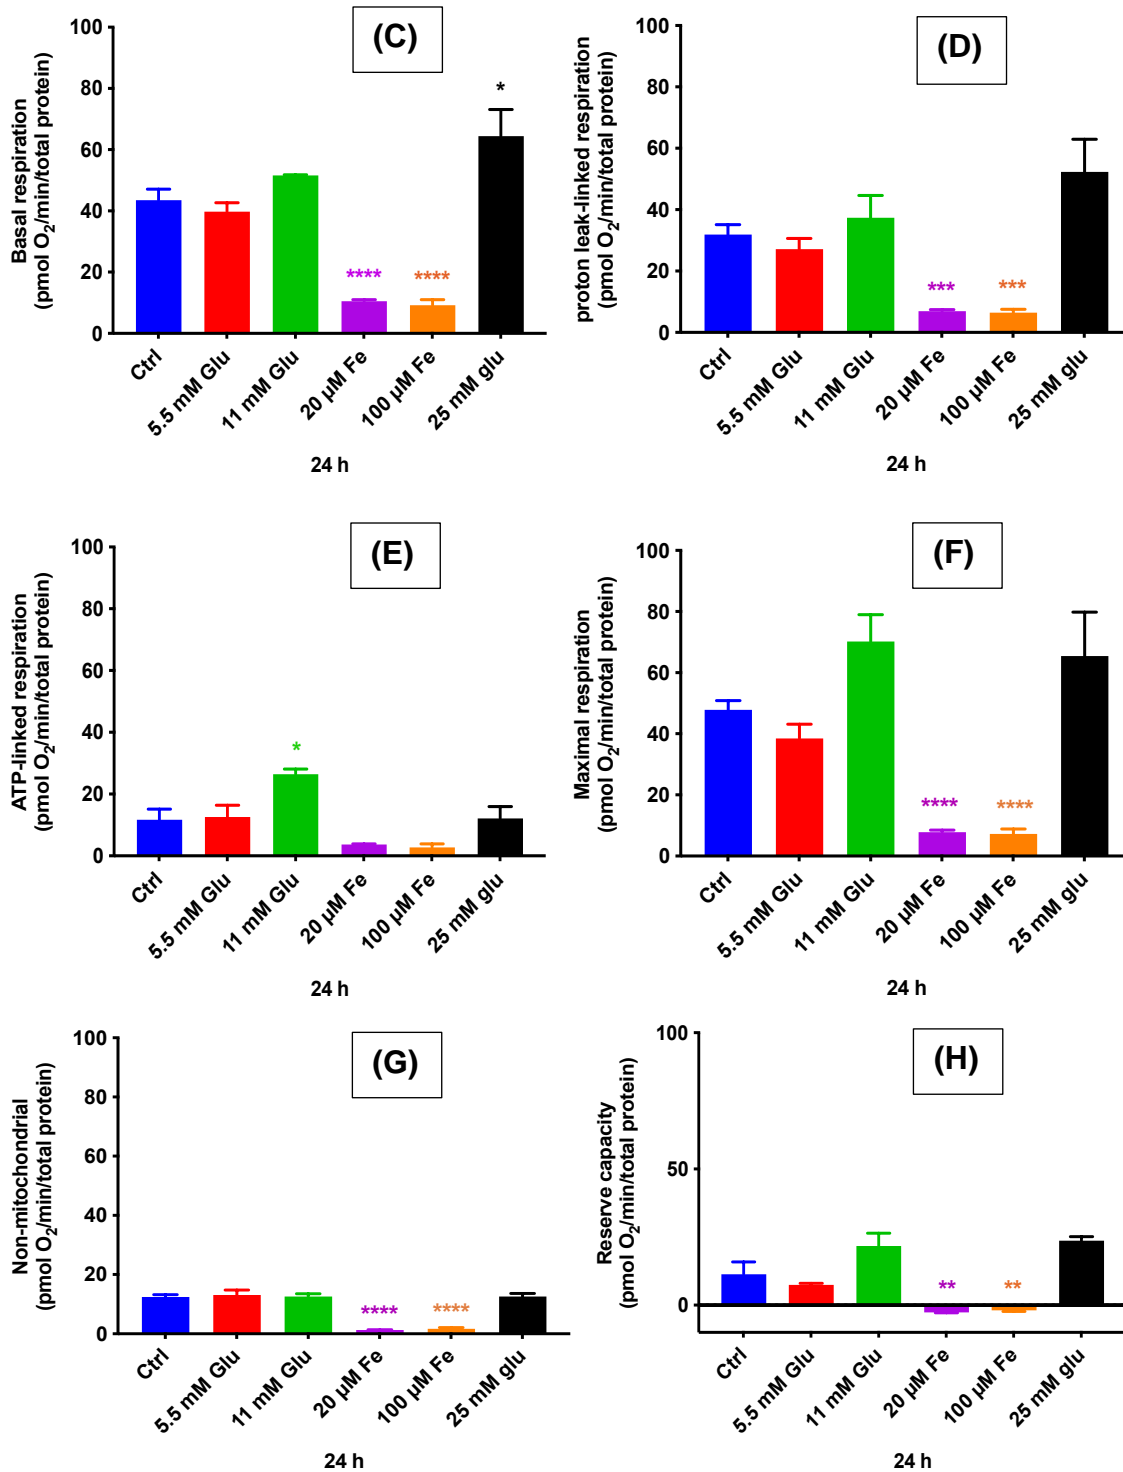 (C)
Basal respiration
(pmol O2/min/total protein)
100
80
60
40
20
0
*
****
****
Ctrl
5.5 mM Glu
11 mM Glu
20 µM Fe
100 µM Fe
25 mM glu
24 h
(D)
proton leak-linked respiration
(pmol O2/min/total protein)
100
80
60
40
20
0
***
***
Ctrl
5.5 mM Glu
11 mM Glu
20 µM Fe
100 µM Fe
25 mM glu
24 h
(E)
ATP-linked respiration
(pmol O2/min/total protein)
100
80
60
40
20
0
*
Ctrl
5.5 mM Glu
11 mM Glu
20 µM Fe
100 µM Fe
25 mM glu
24 h
(F)
Maximal respiration
(pmol O2/min/total protein)
100
80
60
40
20
0
****
****
Ctrl
5.5 mM Glu
11 mM Glu
20 µM Fe
100 µM Fe
25 mM glu
24 h
(G)
Non-mitochondrial
(pmol O2/min/total protein)
100
80
60
40
20
0
****
****
Ctrl
5.5 mM Glu
11 mM Glu
20 µM Fe
100 µM Fe
25 mM glu
24 h
(H)
Reserve capacity
(pmol O2/min/total protein)
100
50
0
**
**
Ctrl
5.5 mM Glu
11 mM Glu
20 µM Fe
100 µM Fe
25 mM glu
24 h